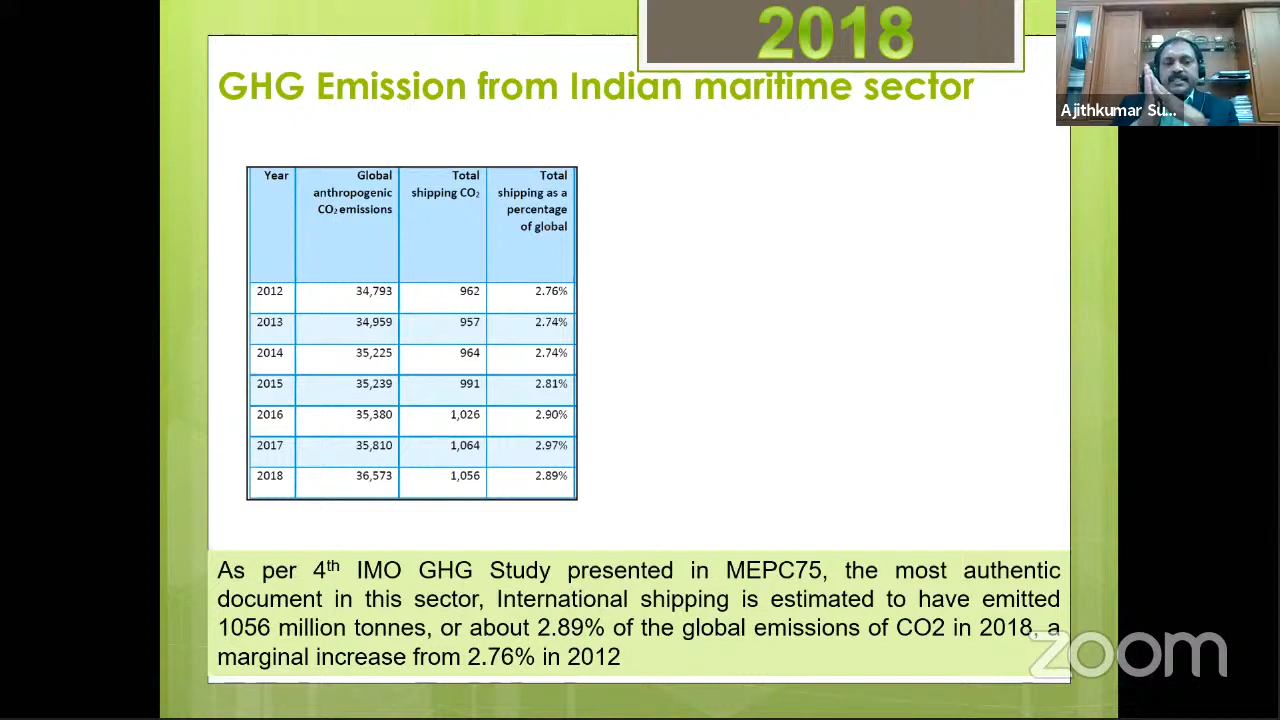 2018
GHG Emission from Indian maritime sector
Ajithkumar Su...
Year Global Total Total
anthropogenic shipping CO₂ shipping as a
CO₂ emissions percentage
of global
2012 34,793 962 2.76%
2013 34,959 957 2.74%
2014 35,225 964 2.74%
2015 35,239 991 2.81%
2016 35,380 1,026 2.90%
2017 35,810 1,064 2.97%
2018 36,573 1,056 2.89%
As per 4th IMO GHG Study presented in MEPC75, the most authentic
document in this sector, International shipping is estimated to have emitted
1056 million tonnes, or about 2.89% of the global emissions of CO2 in 2018, a
marginal increase from 2.76% in 2012
zoom